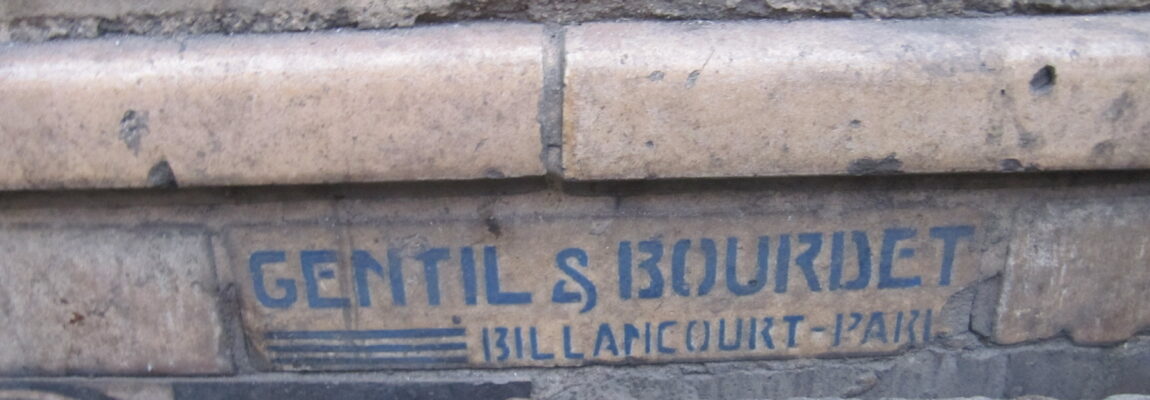 GENTIL & BOURDET
BILLANCOURT-PARI